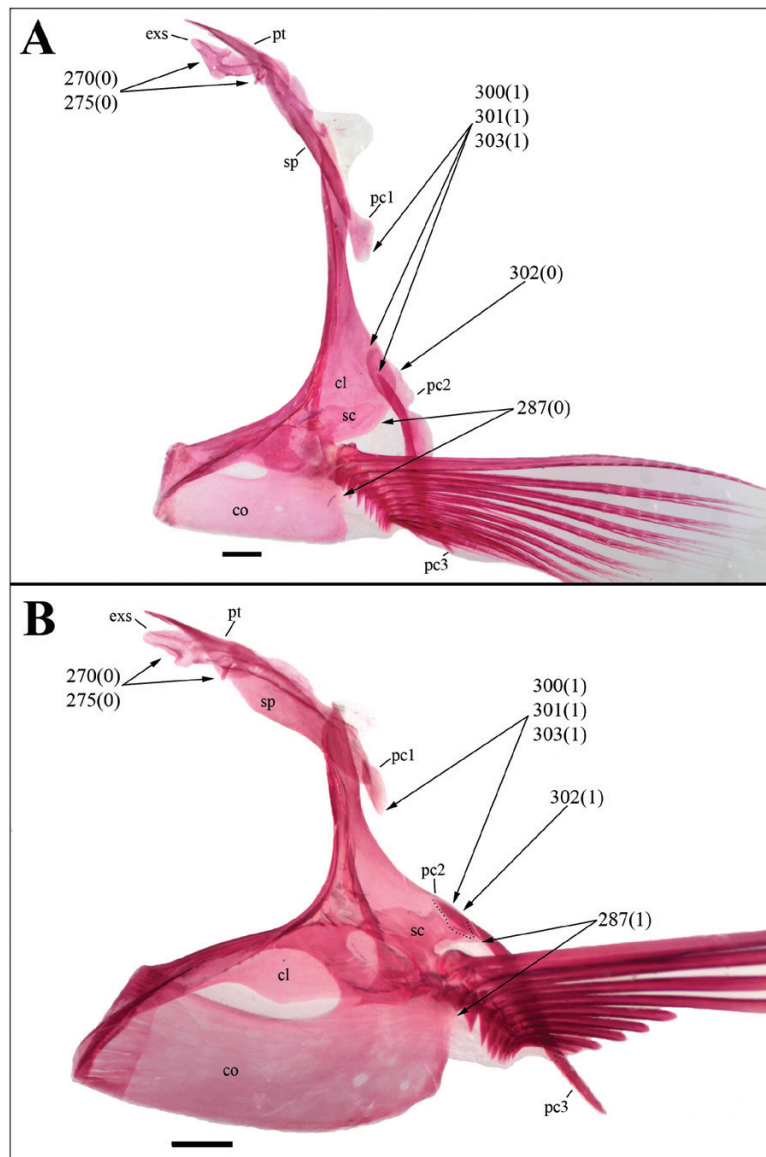 A
exs
pt
270(0)
275(0)
300(1)
301(1)
303(1)
sp
pc1
302(0)
cl
pc2
sc
287(0)
co
pc3
B
exs
pt
270(0)
275(0)
sp
300(1)
301(1)
303(1)
pc1
302(1)
pc2
sc
287(1)
cl
co
pc3